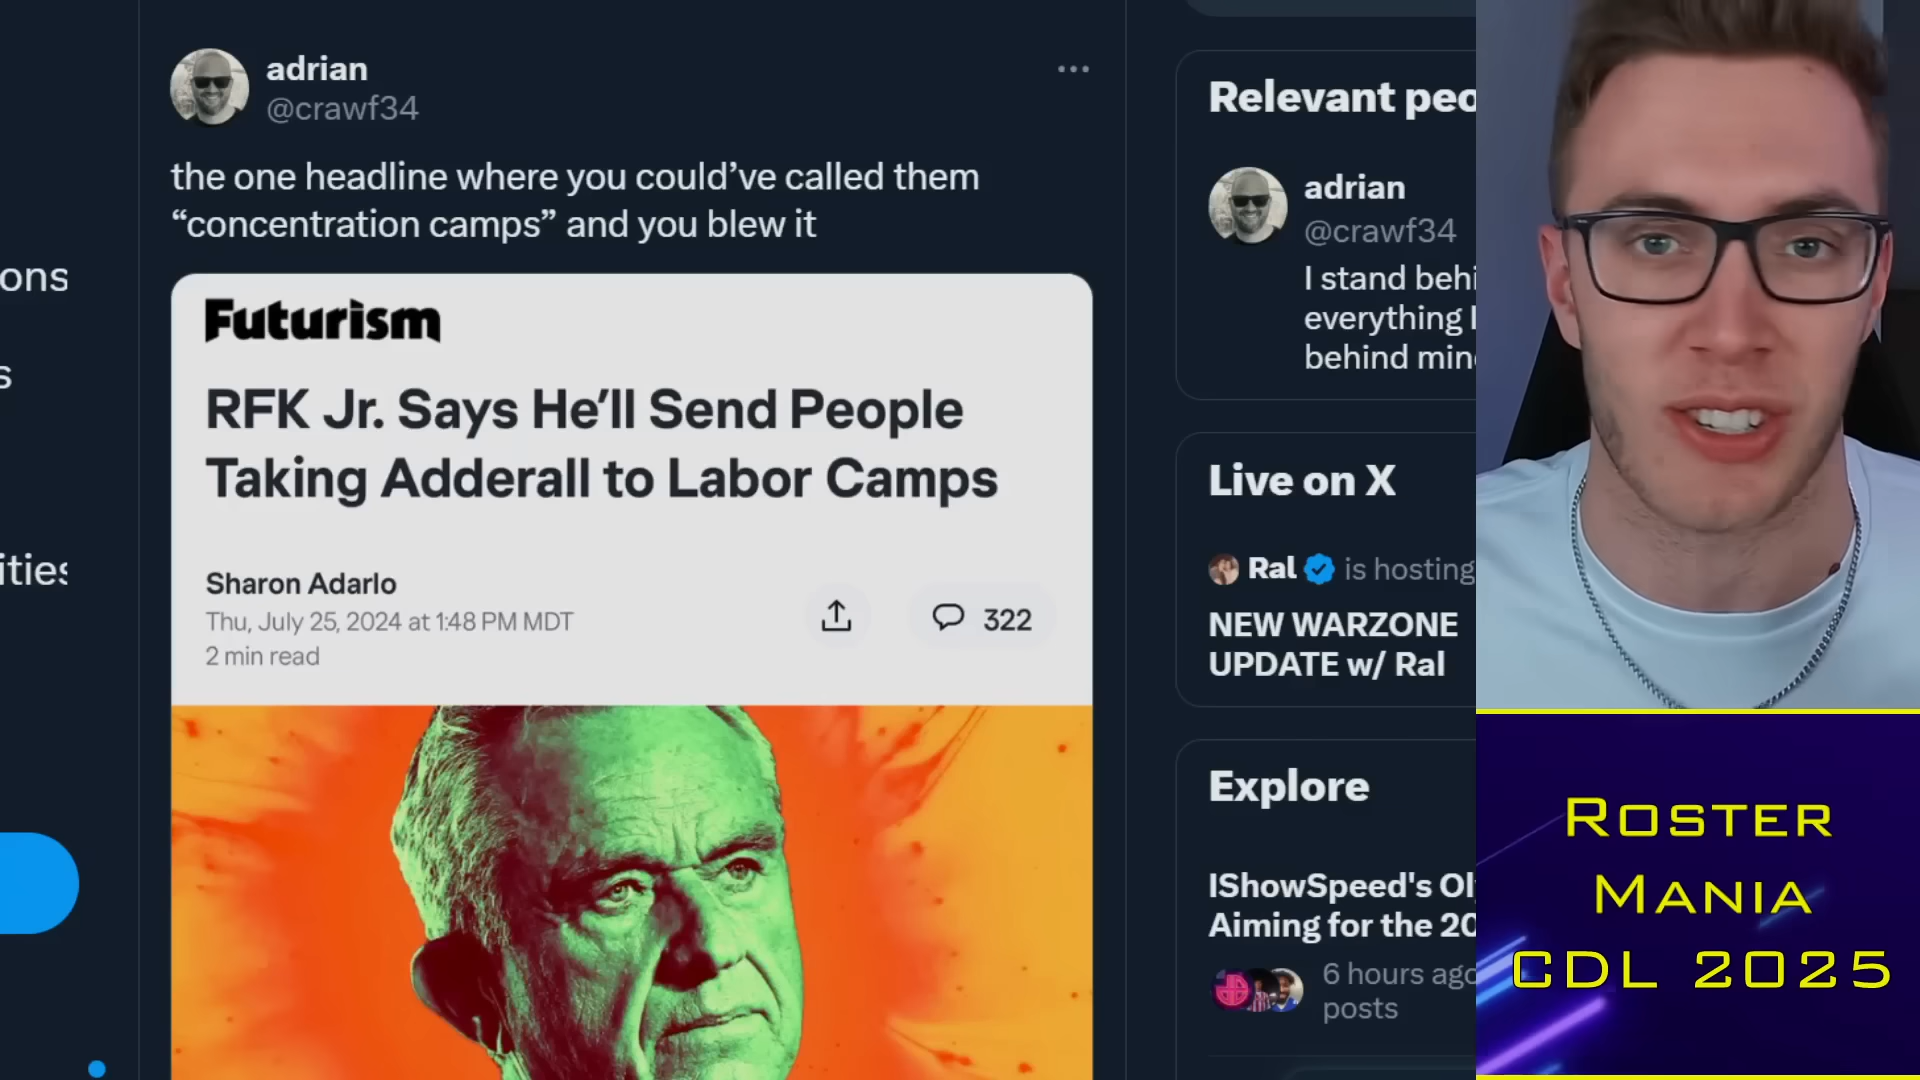 adrian
@crawf34
the one headline where you could’ve called them
“concentration camps” and you blew it
Futurism
RFK Jr. Says He’ll Send People
Taking Adderall to Labor Camps
Sharon Adarlo
Thu, July 25, 2024 at 1:48 PM MDT
2 min read
322
ons
s
Relevant peo
adrian
@crawf34
I stand behi
everything I
behind min
Live on X
Ral is hosting
NEW WARZONE
UPDATE w/ Ral
Explore
IShowSpeed's Ol
Aiming for the 20
6 hours ago
posts
Roster
Mania
CDL 2025